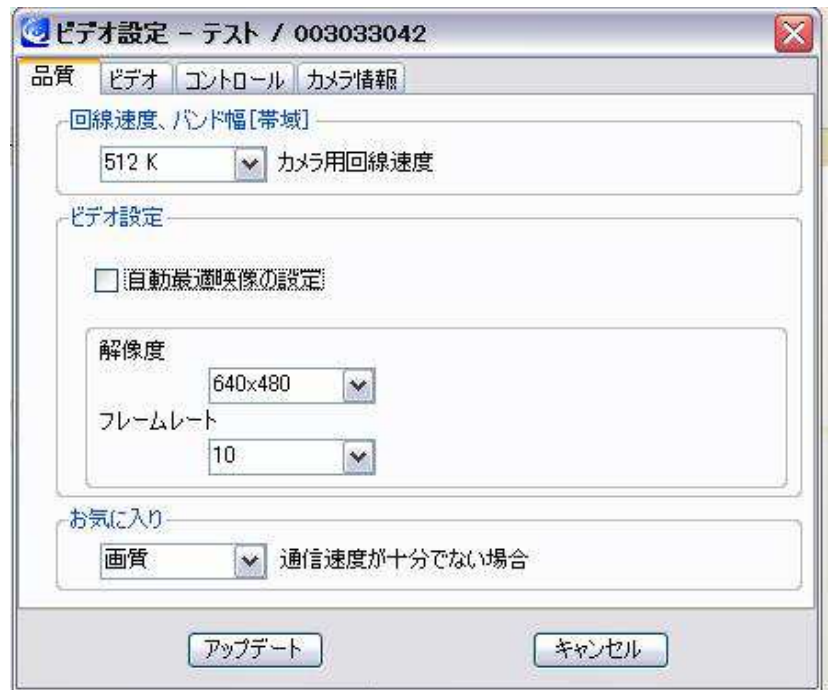 ビデオ設定 - テスト / 003033042
品質 ビデオ コントロール カメラ情報
回線速度、バンド幅[帯域]
512 K カメラ用回線速度
ビデオ設定
自動最適映像の設定
解像度
640x480
フレームレート
10
お気に入り
画質 通信速度が十分でない場合
アップデート キャンセル